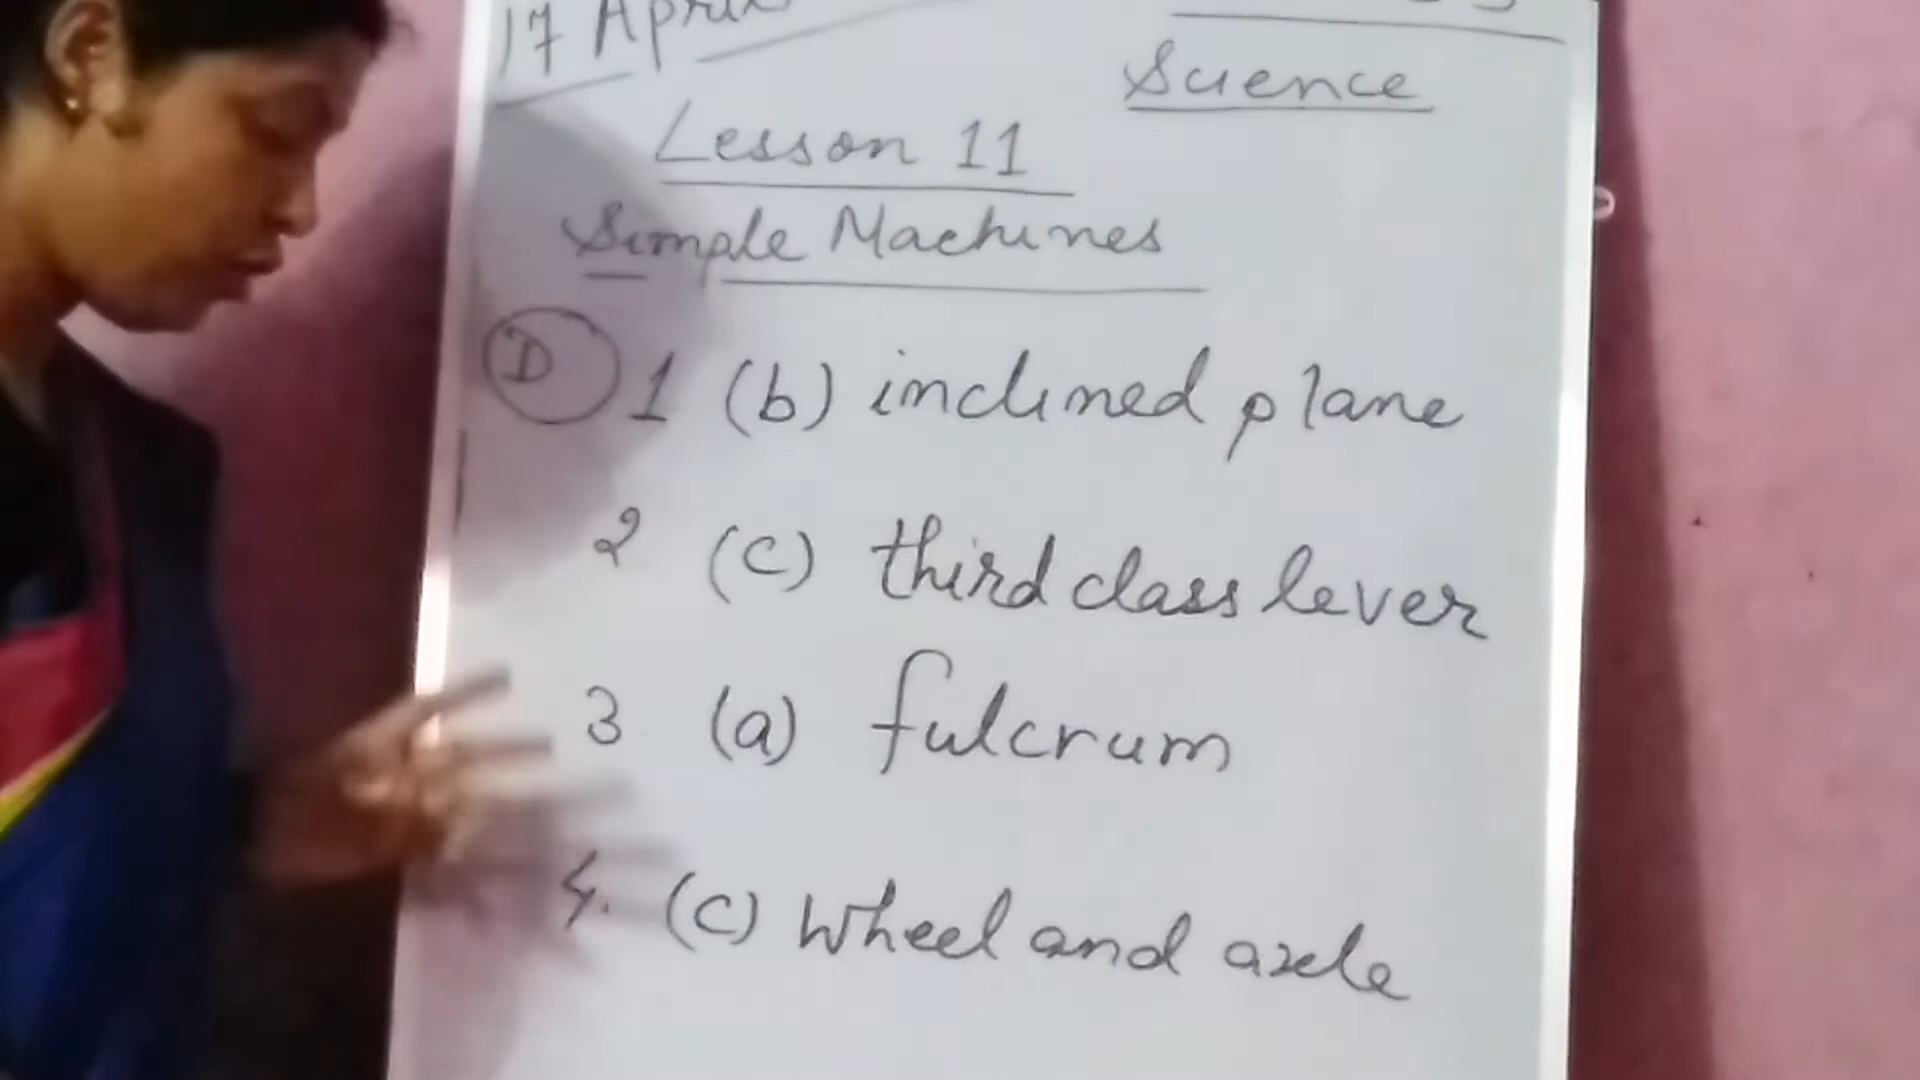 17 April
Science
Lesson 11
Simple Machines
D 1 (b) inclined plane
2 (c) third class lever
3 (a) fulcrum
4. (c) wheel and axle